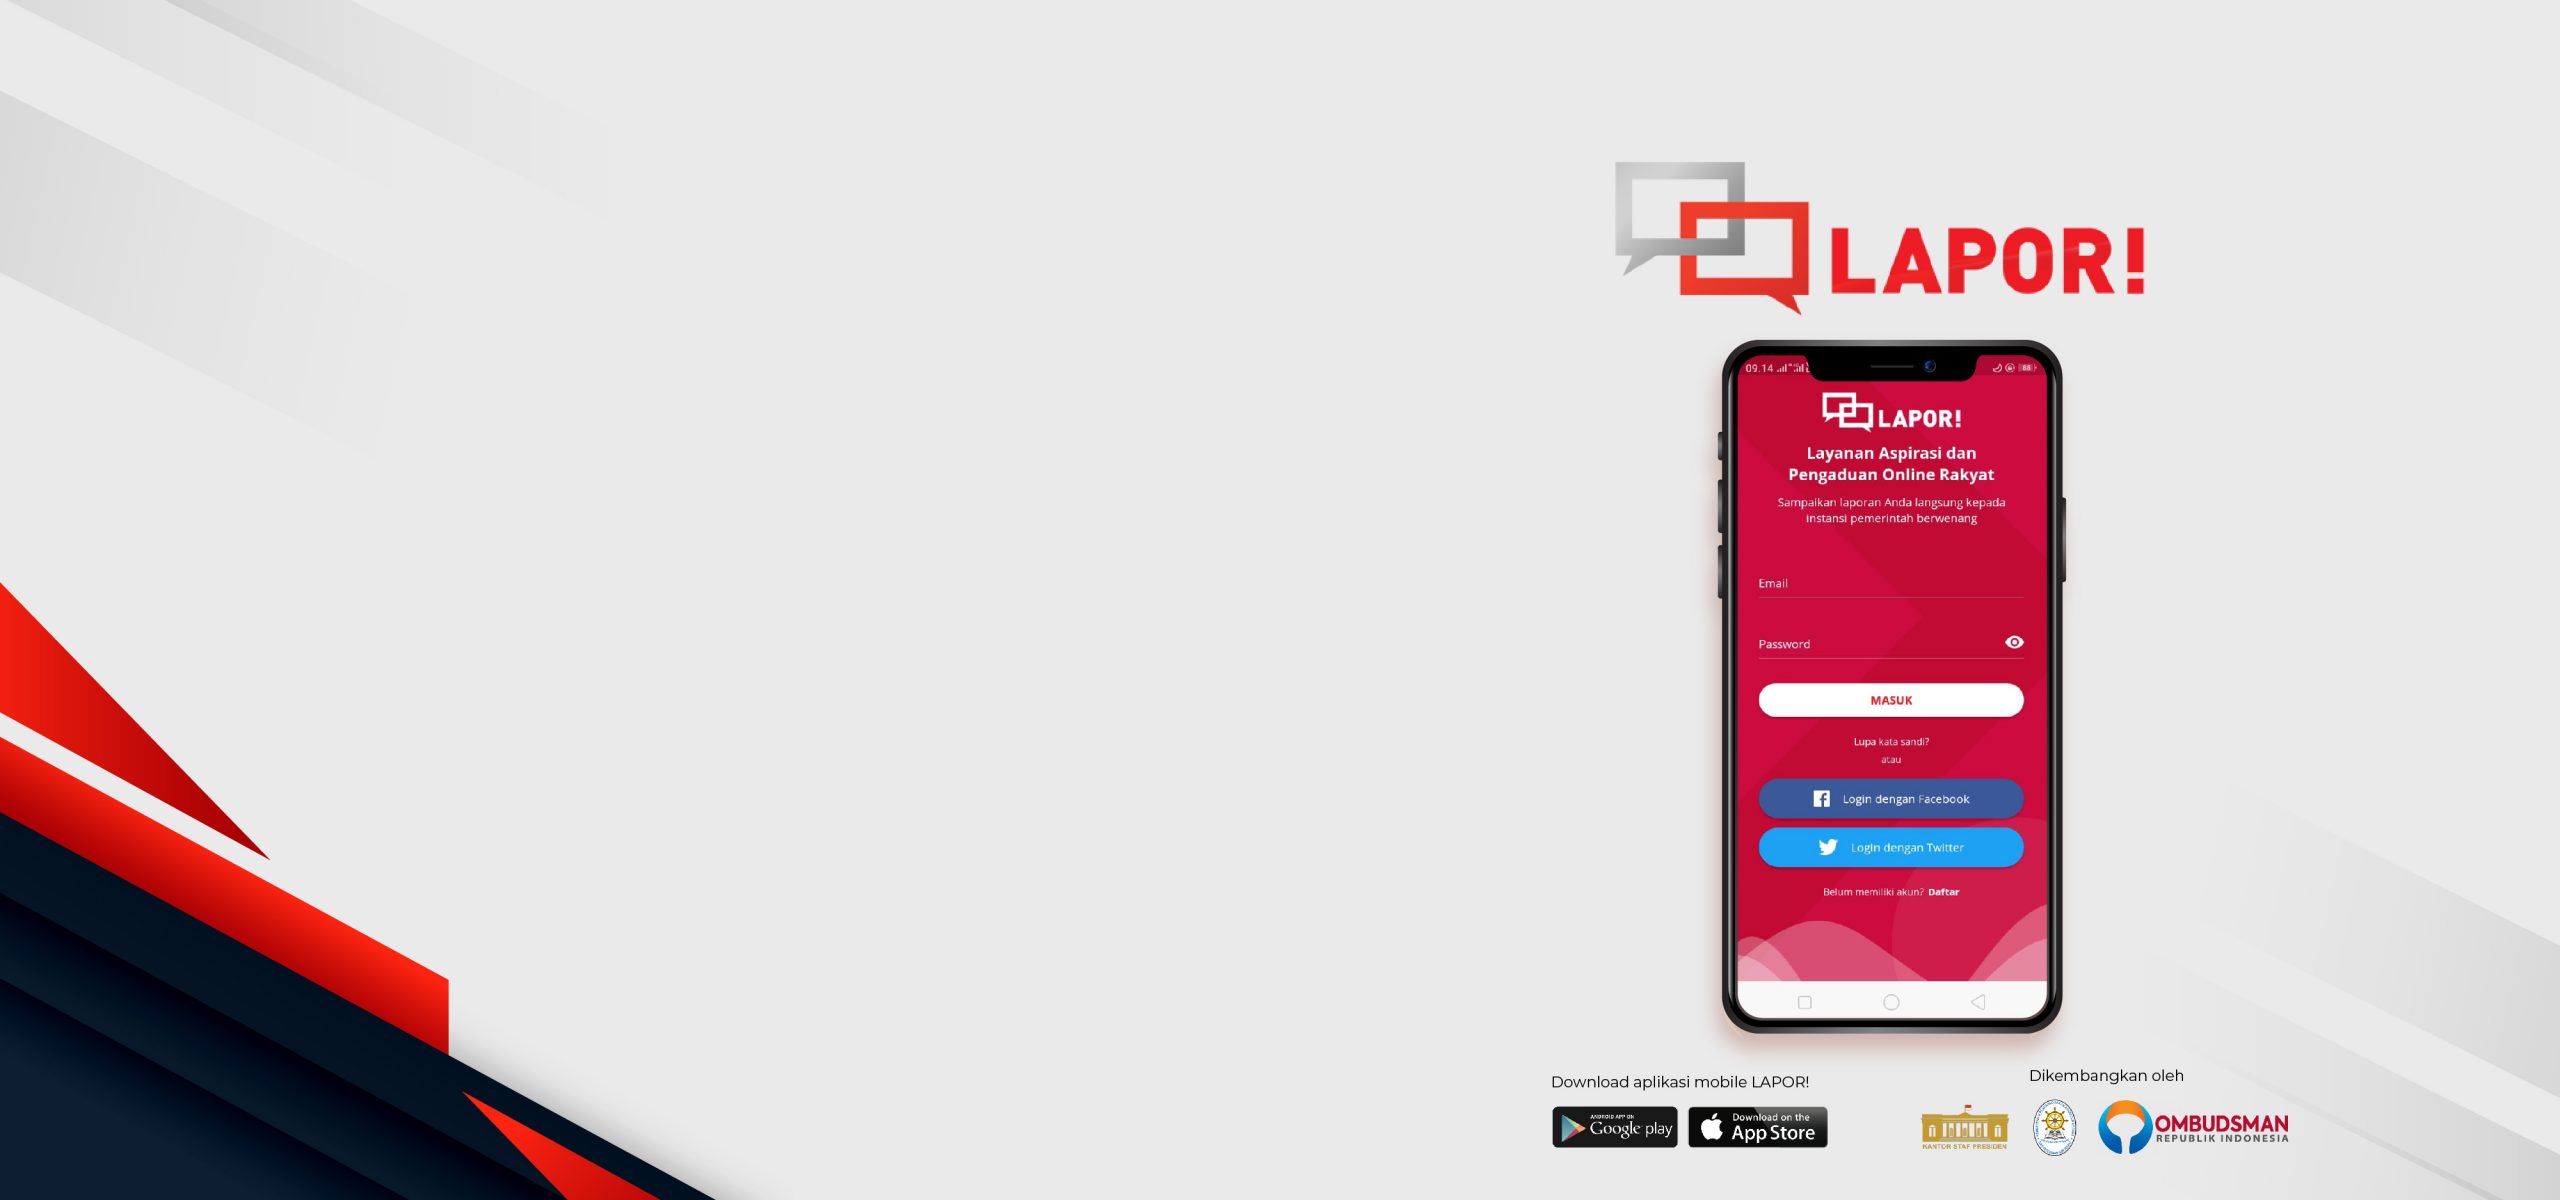 LAPOR!
09.14
88
LAPOR!
Layanan Aspirasi dan
Pengaduan Online Rakyat
Sampaikan laporan Anda langsung kepada
instansi pemerintah berwenang
Email
Password
MASUK
Lupa kata sandi?
atau
Login dengan Facebook
Login dengan Twitter
Belum memiliki akun? Daftar
Download aplikasi mobile LAPOR!
Dikembangkan oleh
ANDROID APP ON
Google play
Download on the
App Store
KANTOR STAF PRESIDEN
OMBUDSMAN
REPUBLIK INDONESIA